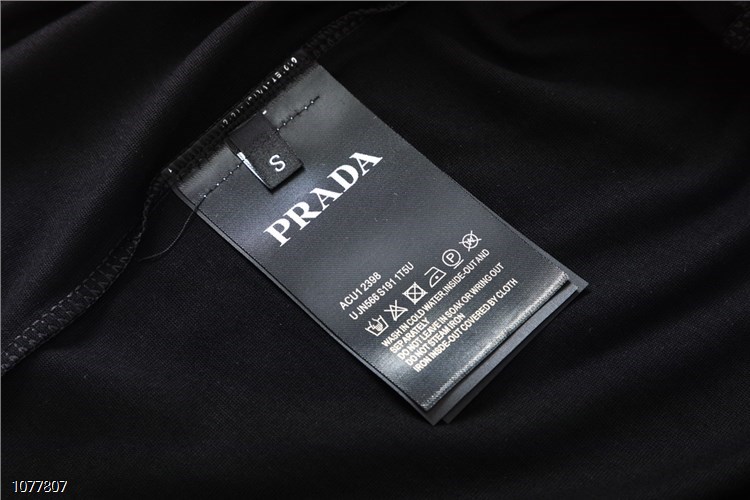 S
PRADA
ACU1 2398
UJN566 S191 1T5U
WASH IN COLD WATER, INSIDE-OUT AND
SEPARATELY
DO NOT LEAVE IN SOAK OR WRING OUT
DO NOT STEAM IRON
IRON INSIDE-OUT COVERED BY CLOTH
1077807